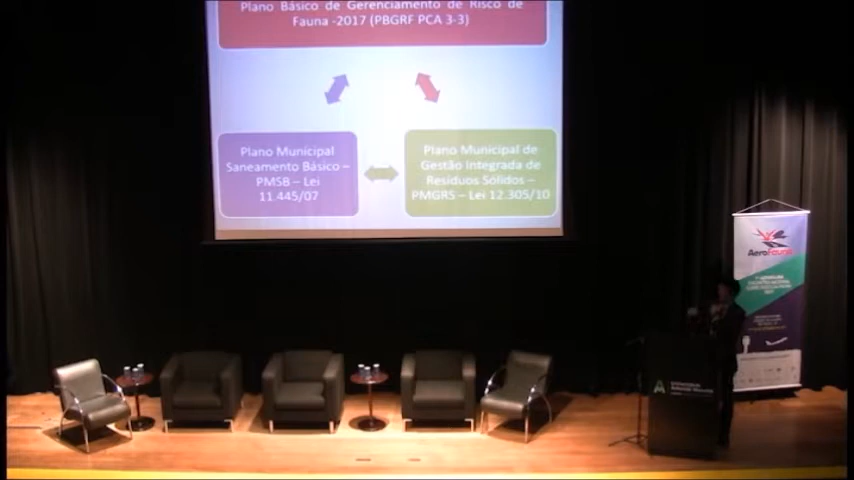 Plano Básico de Gerenciamento de Risco de
Fauna -2017 (PBGRF PCA 3-3)
Plano Municipal
Saneamento Básico –
PMSB – Lei
11.445/07
Plano Municipal de
Gestão Integrada de
Resíduos Sólidos –
PMGRS – Lei 12.305/10
AeroFauna